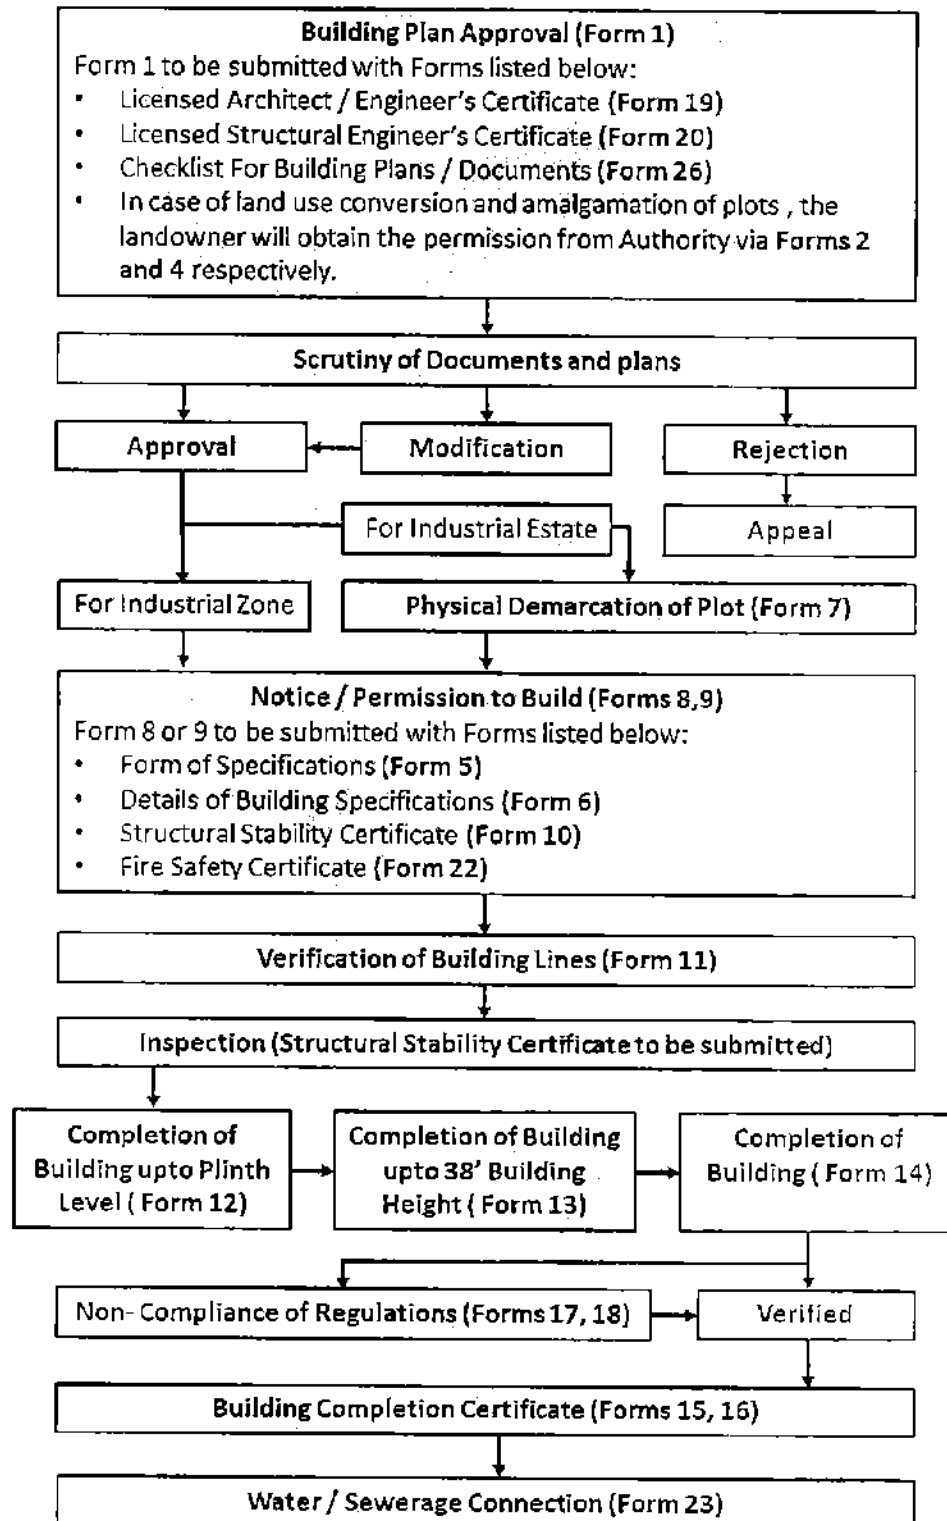 Building Plan Approval (Form 1)
Form 1 to be submitted with Forms listed below:
• Licensed Architect / Engineer's Certificate (Form 19)
• Licensed Structural Engineer's Certificate (Form 20)
• Checklist For Building Plans / Documents (Form 26)
• In case of land use conversion and amalgamation of plots , the
landowner will obtain the permission from Authority via Forms 2
and 4 respectively.
Scrutiny of Documents and plans
Approval
Modification
Rejection
For Industrial Estate
Appeal
For Industrial Zone
Physical Demarcation of Plot (Form 7)
Notice / Permission to Build (Forms 8,9)
Form 8 or 9 to be submitted with Forms listed below:
• Form of Specifications (Form 5)
• Details of Building Specifications (Form 6)
• Structural Stability Certificate (Form 10)
• Fire Safety Certificate (Form 22)
Verification of Building Lines (Form 11)
Inspection (Structural Stability Certificate to be submitted)
Completion of
Building upto Plinth
Level ( Form 12)
Completion of Building
upto 38' Building
Height ( Form 13)
Completion of
Building ( Form 14)
Non- Compliance of Regulations (Forms 17, 18)
Verified
Building Completion Certificate (Forms 15, 16)
Water / Sewerage Connection (Form 23)